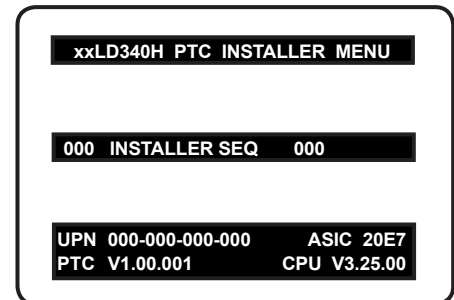 xxLD340H PTC INSTALLER MENU
000 INSTALLER SEQ 000
UPN 000-000-000-000 ASIC 20E7
PTC V1.00.001 CPU V3.25.00